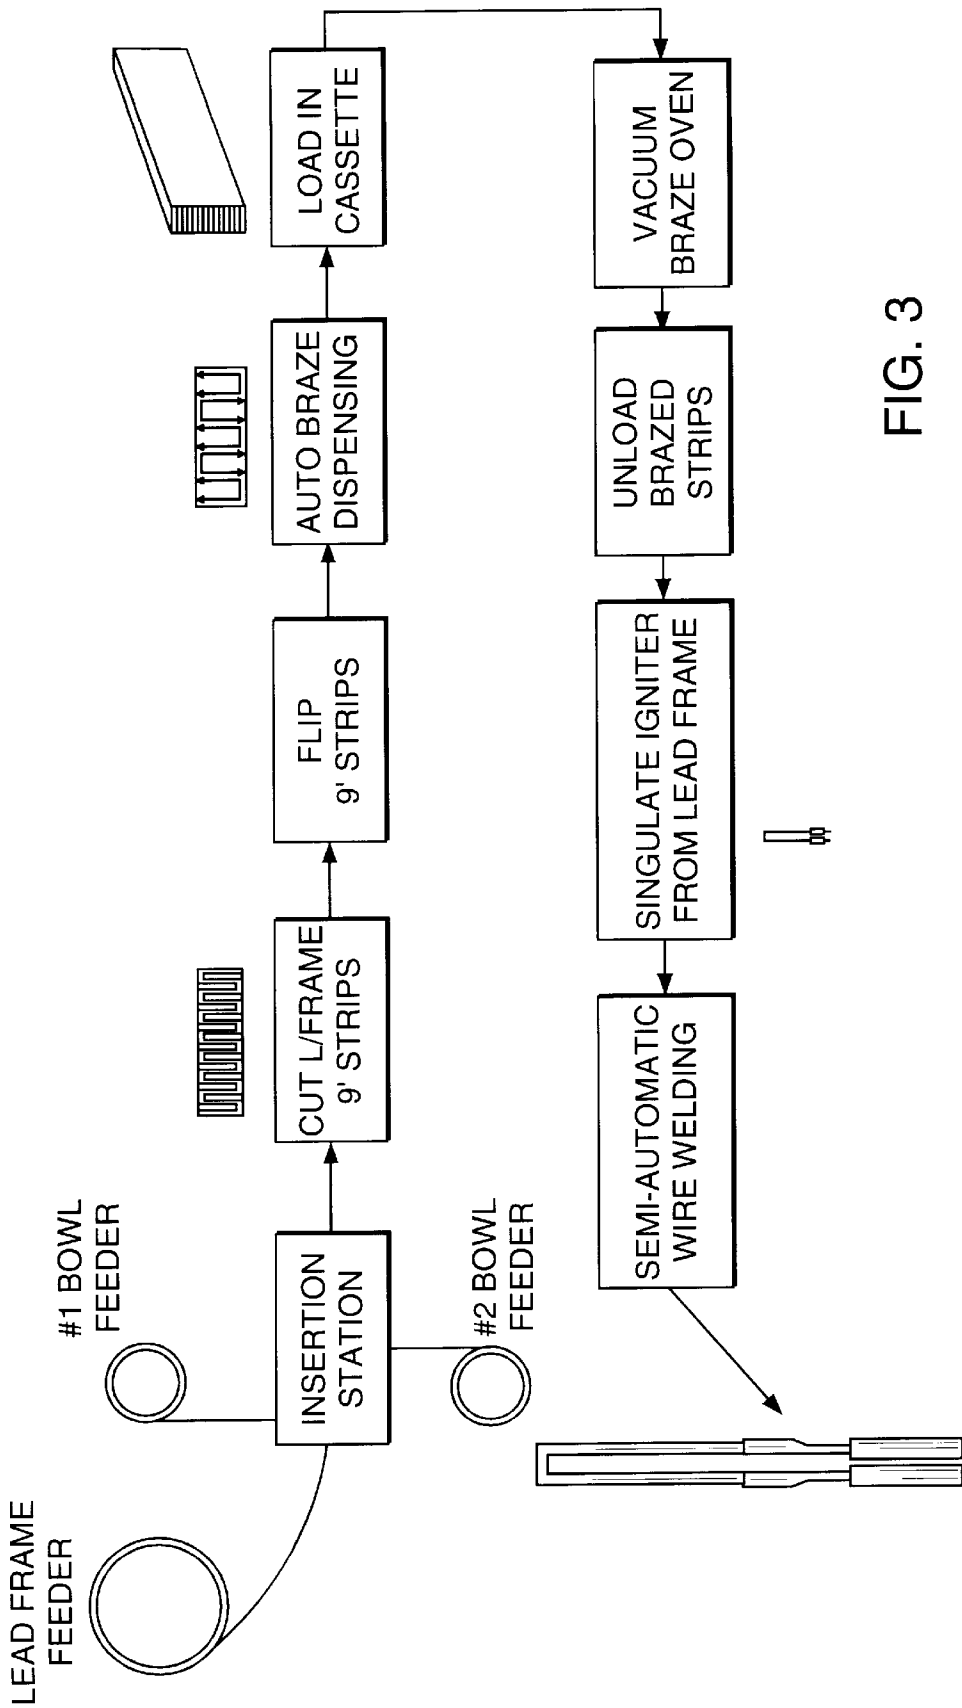 LEAD FRAME
FEEDER
#1 BOWL
FEEDER
INSERTION
STATION
#2 BOWL
FEEDER
CUT L/FRAME
9' STRIPS
FLIP
9' STRIPS
AUTO BRAZE
DISPENSING
LOAD IN
CASSETTE
VACUUM
BRAZE OVEN
UNLOAD
BRAZED
STRIPS
SINGULATE IGNITER
FROM LEAD FRAME
SEMI-AUTOMATIC
WIRE WELDING
FIG. 3